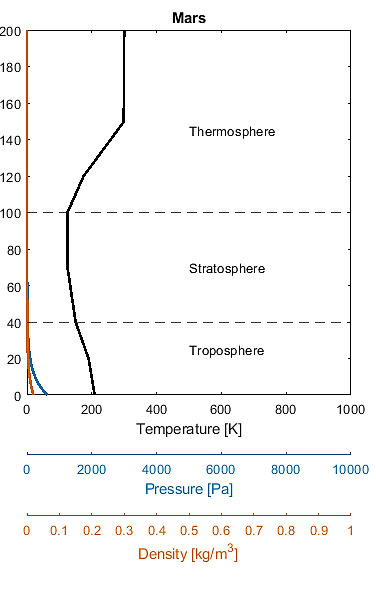 Mars
200
180
160
140
120
100
80
60
40
20
0
Thermosphere
Stratosphere
Troposphere
0 200 400 600 800 1000
Temperature [K]
0 2000 4000 6000 8000 10000
Pressure [Pa]
0 0.1 0.2 0.3 0.4 0.5 0.6 0.7 0.8 0.9 1
Density [kg/m³]